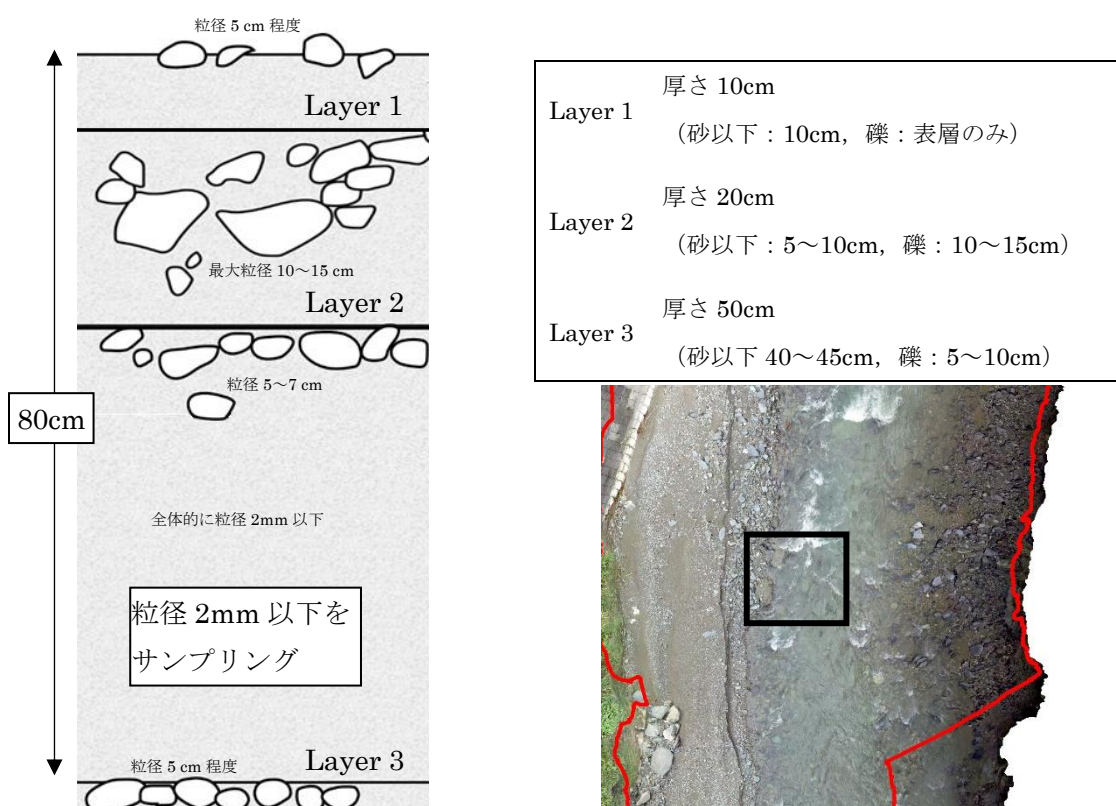 粒径 5 cm 程度
Layer 1
最大粒径 10～15 cm
Layer 2
粒径 5～7 cm
80cm
全体的に粒径 2mm 以下
粒径 2mm 以下を
サンプリング
粒径 5 cm 程度
Layer 3
Layer 1
厚さ 10cm
（砂以下：10cm，礫：表層のみ）
Layer 2
厚さ 20cm
（砂以下：5～10cm，礫：10～15cm）
Layer 3
厚さ 50cm
（砂以下 40～45cm，礫：5～10cm）